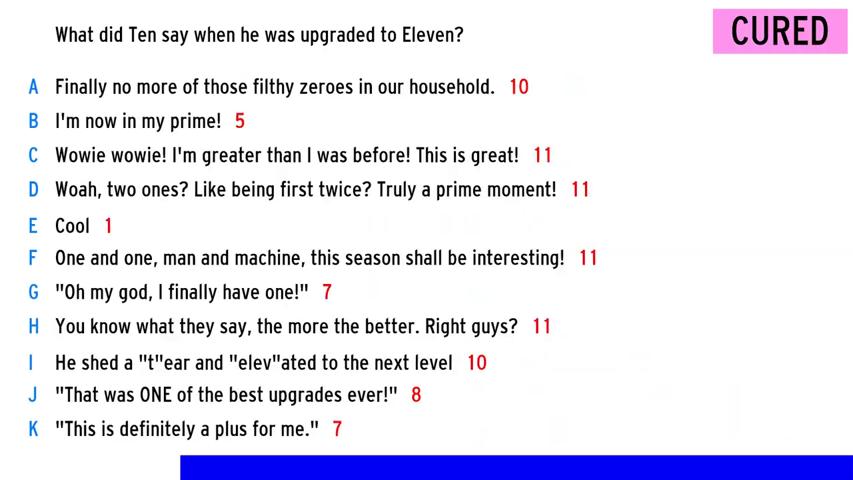 What did Ten say when he was upgraded to Eleven?
CURED
A Finally no more of those filthy zeroes in our household. 10
B I'm now in my prime! 5
C Wowie wowie! I'm greater than I was before! This is great! 11
D Woah, two ones? Like being first twice? Truly a prime moment! 11
E Cool 1
F One and one, man and machine, this season shall be interesting! 11
G "Oh my god, I finally have one!" 7
H You know what they say, the more the better. Right guys? 11
I He shed a "t"ear and "elev"ated to the next level 10
J "That was ONE of the best upgrades ever!" 8
K "This is definitely a plus for me." 7